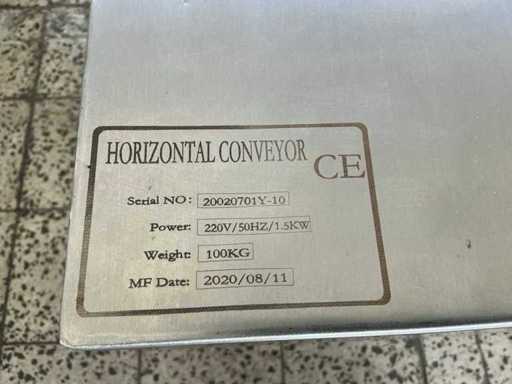 HORIZONTAL CONVEYOR
CE
Serial NO: 20020701Y-10
Power: 220V/50HZ/1.5KW
Weight: 100KG
MF Date: 2020/08/11